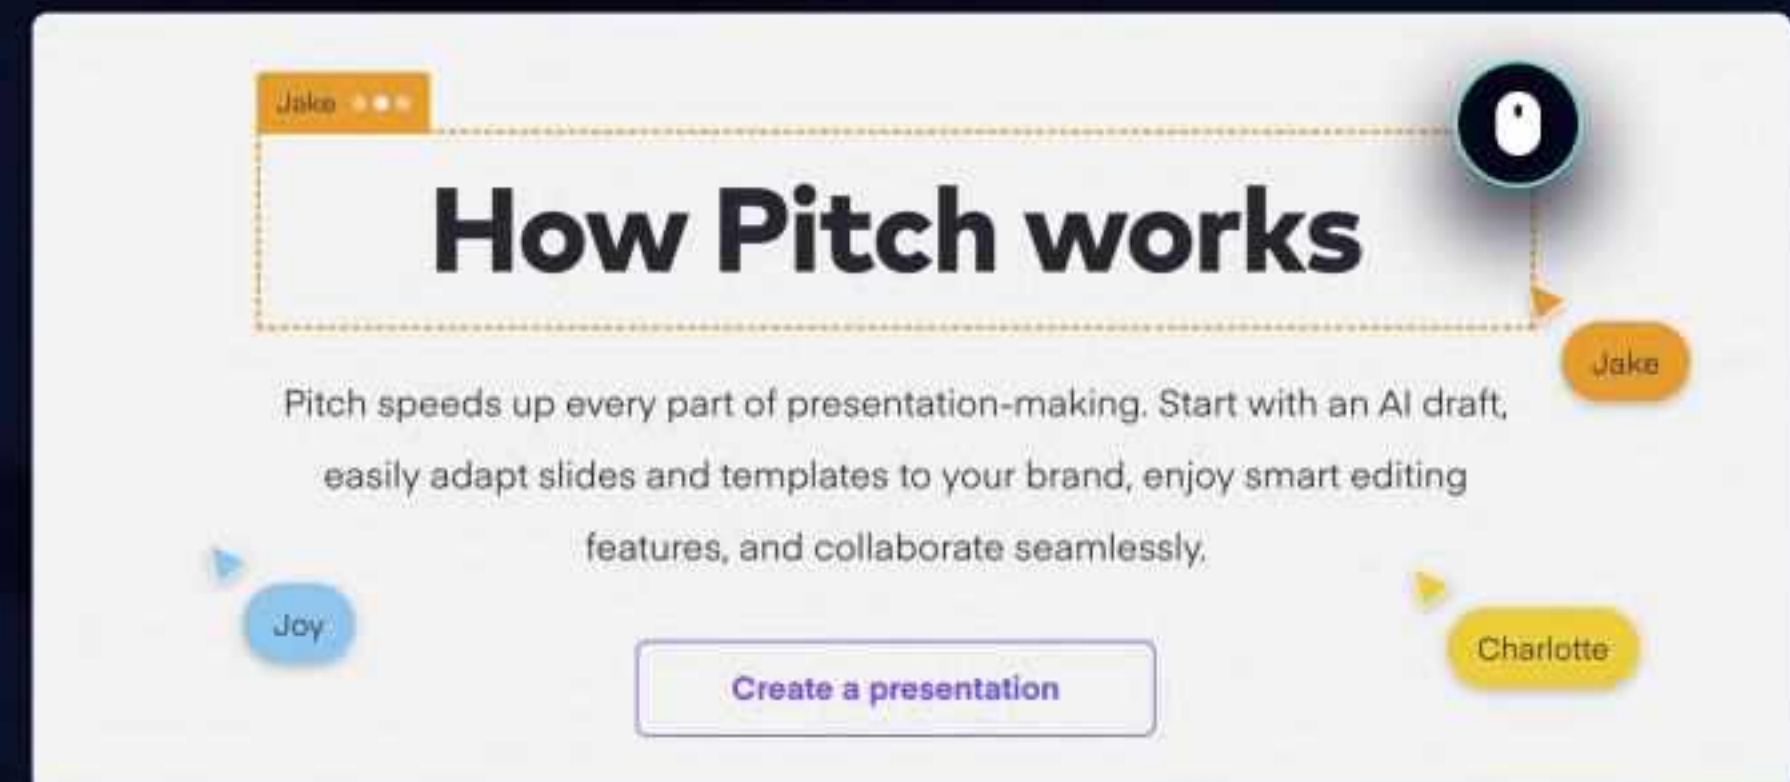 Jake
How Pitch works
Jake
Pitch speeds up every part of presentation-making. Start with an AI draft,
easily adapt slides and templates to your brand, enjoy smart editing
features, and collaborate seamlessly.
Joy
Charlotte
Create a presentation